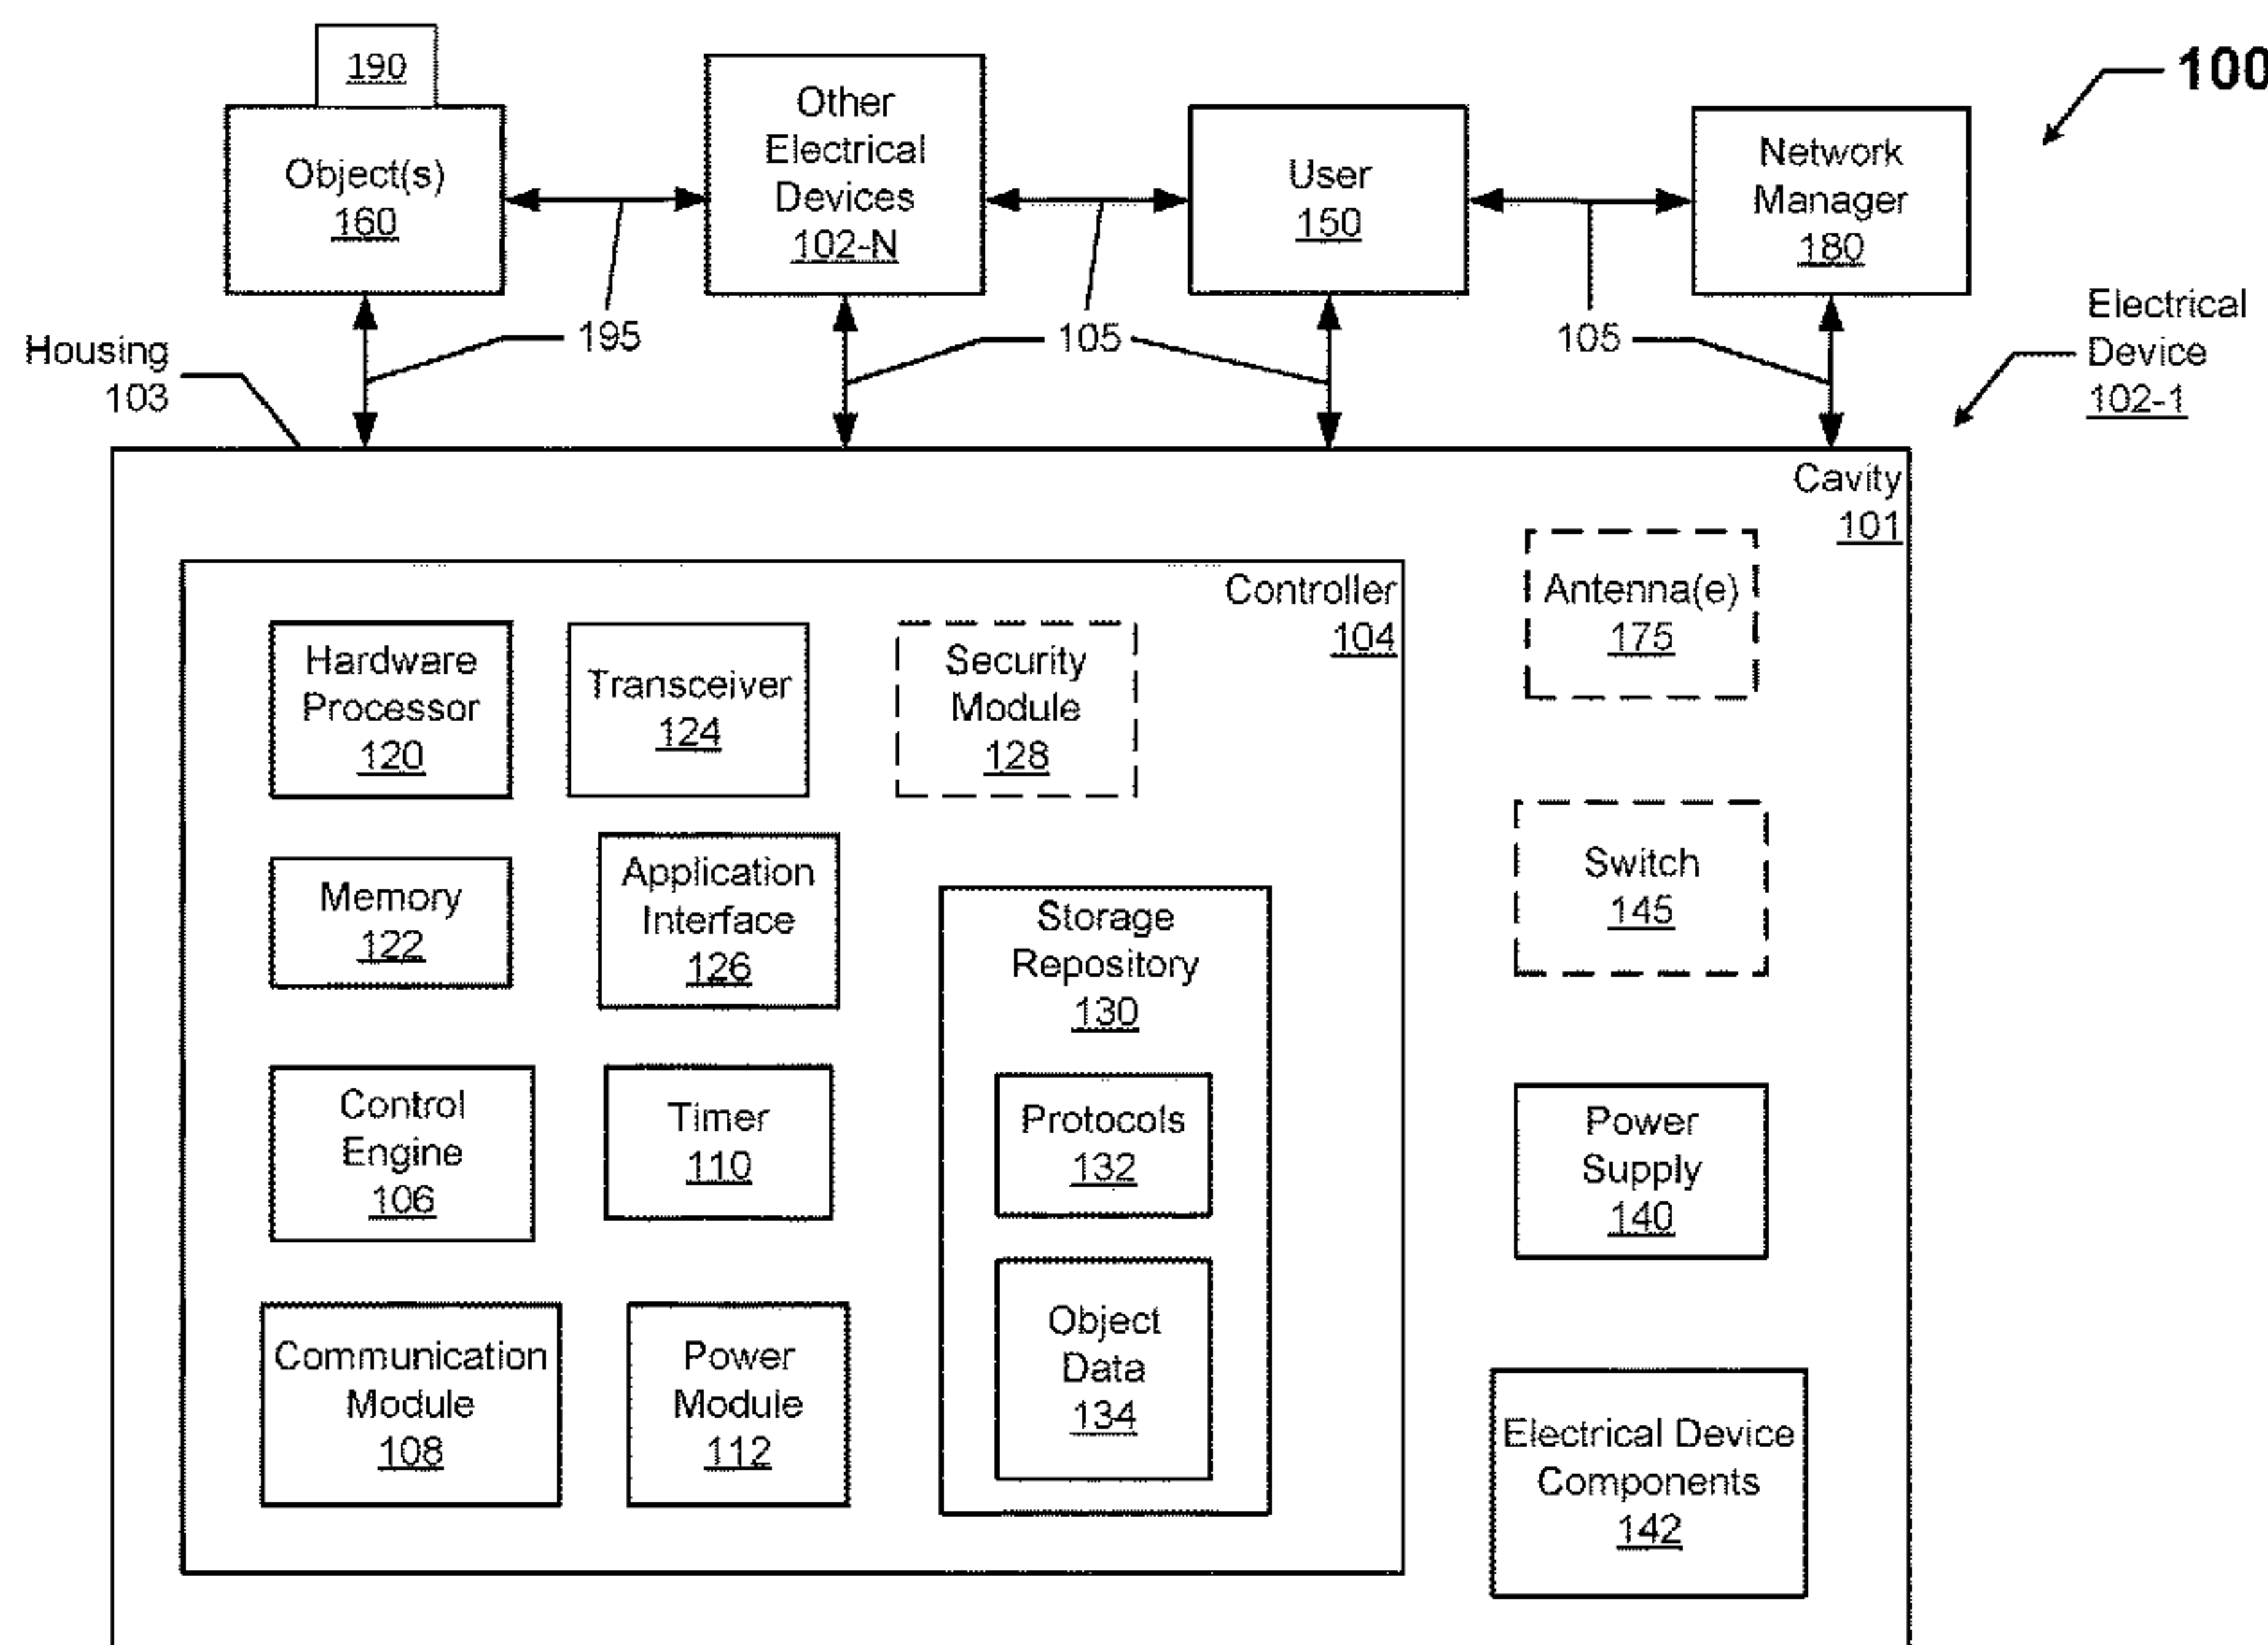 100
190
Object(s)
160
Other
Electrical
Devices
102-N
User
150
Network
Manager
180
195
105
105
Housing
103
Electrical
Device
102-1
Cavity
101
Controller
104
Hardware
Processor
120
Transceiver
124
Security
Module
128
Antenna(e)
175
Memory
122
Application
Interface
126
Storage
Repository
130
Switch
145
Control
Engine
106
Timer
110
Protocols
132
Power
Supply
140
Communication
Module
108
Power
Module
112
Object
Data
134
Electrical Device
Components
142